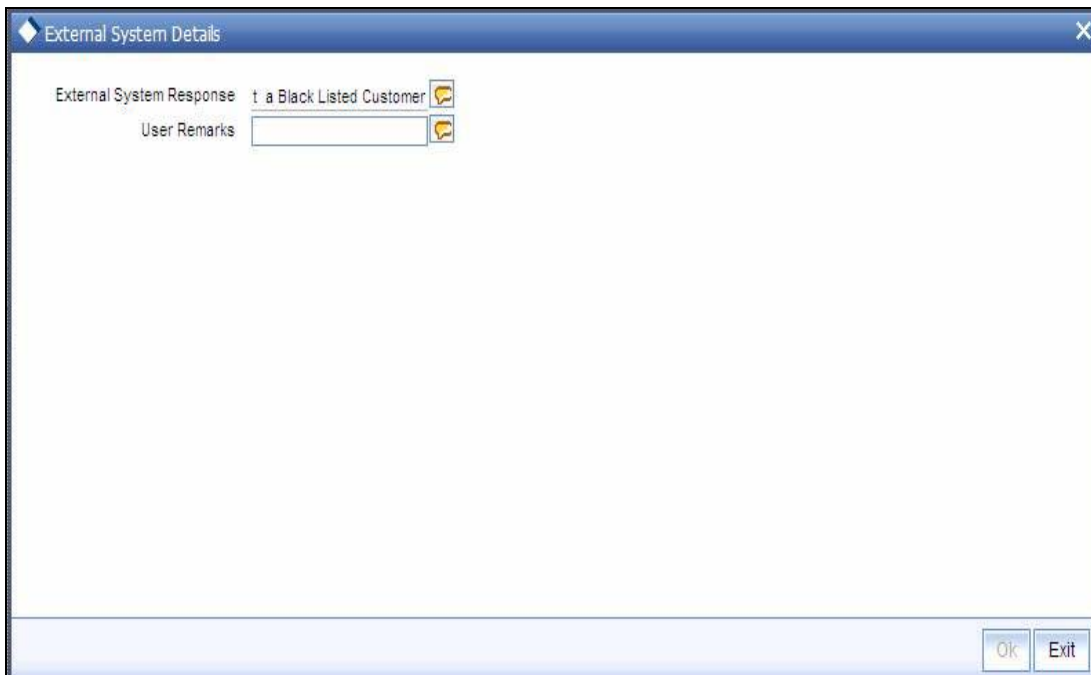 External System Details
External System Response t a Black Listed Customer
User Remarks
Ok Exit